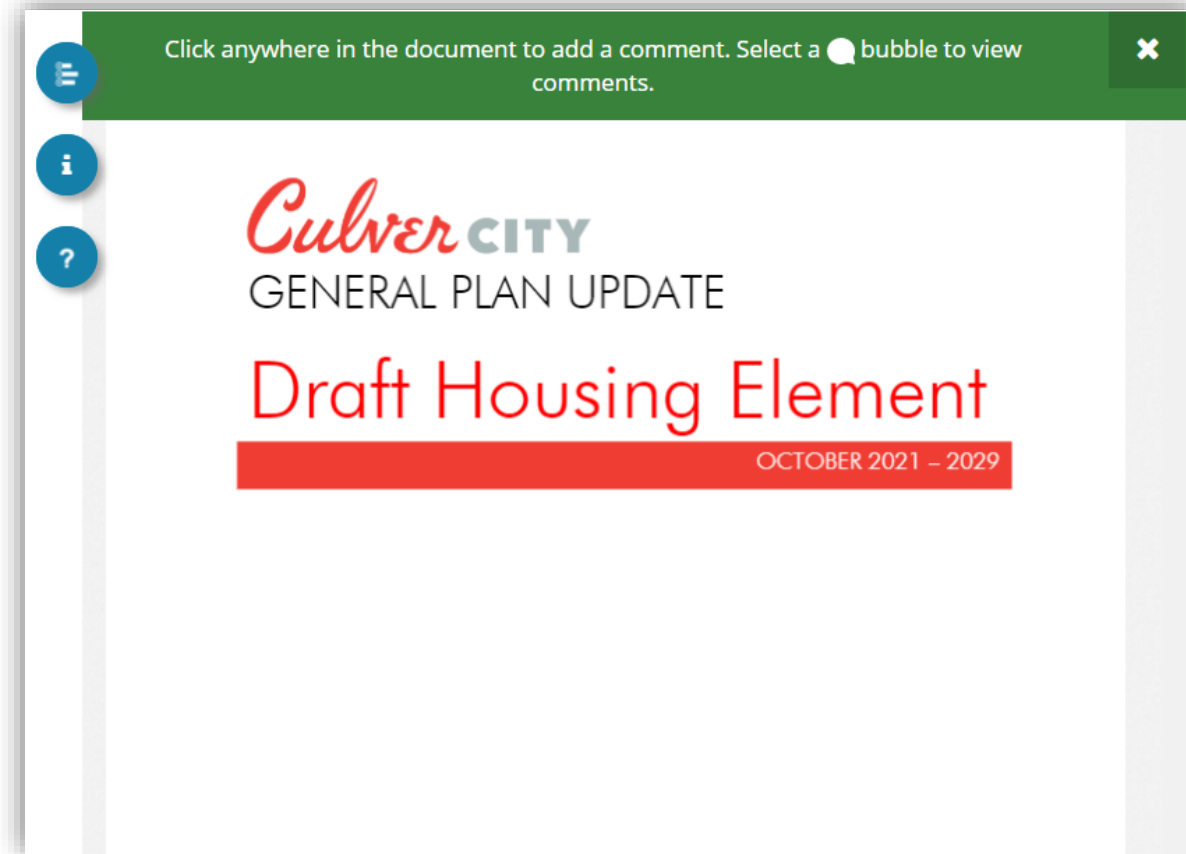 Click anywhere in the document to add a comment. Select a bubble to view
comments.
Culver CITY
GENERAL PLAN UPDATE
Draft Housing Element
OCTOBER 2021 – 2029